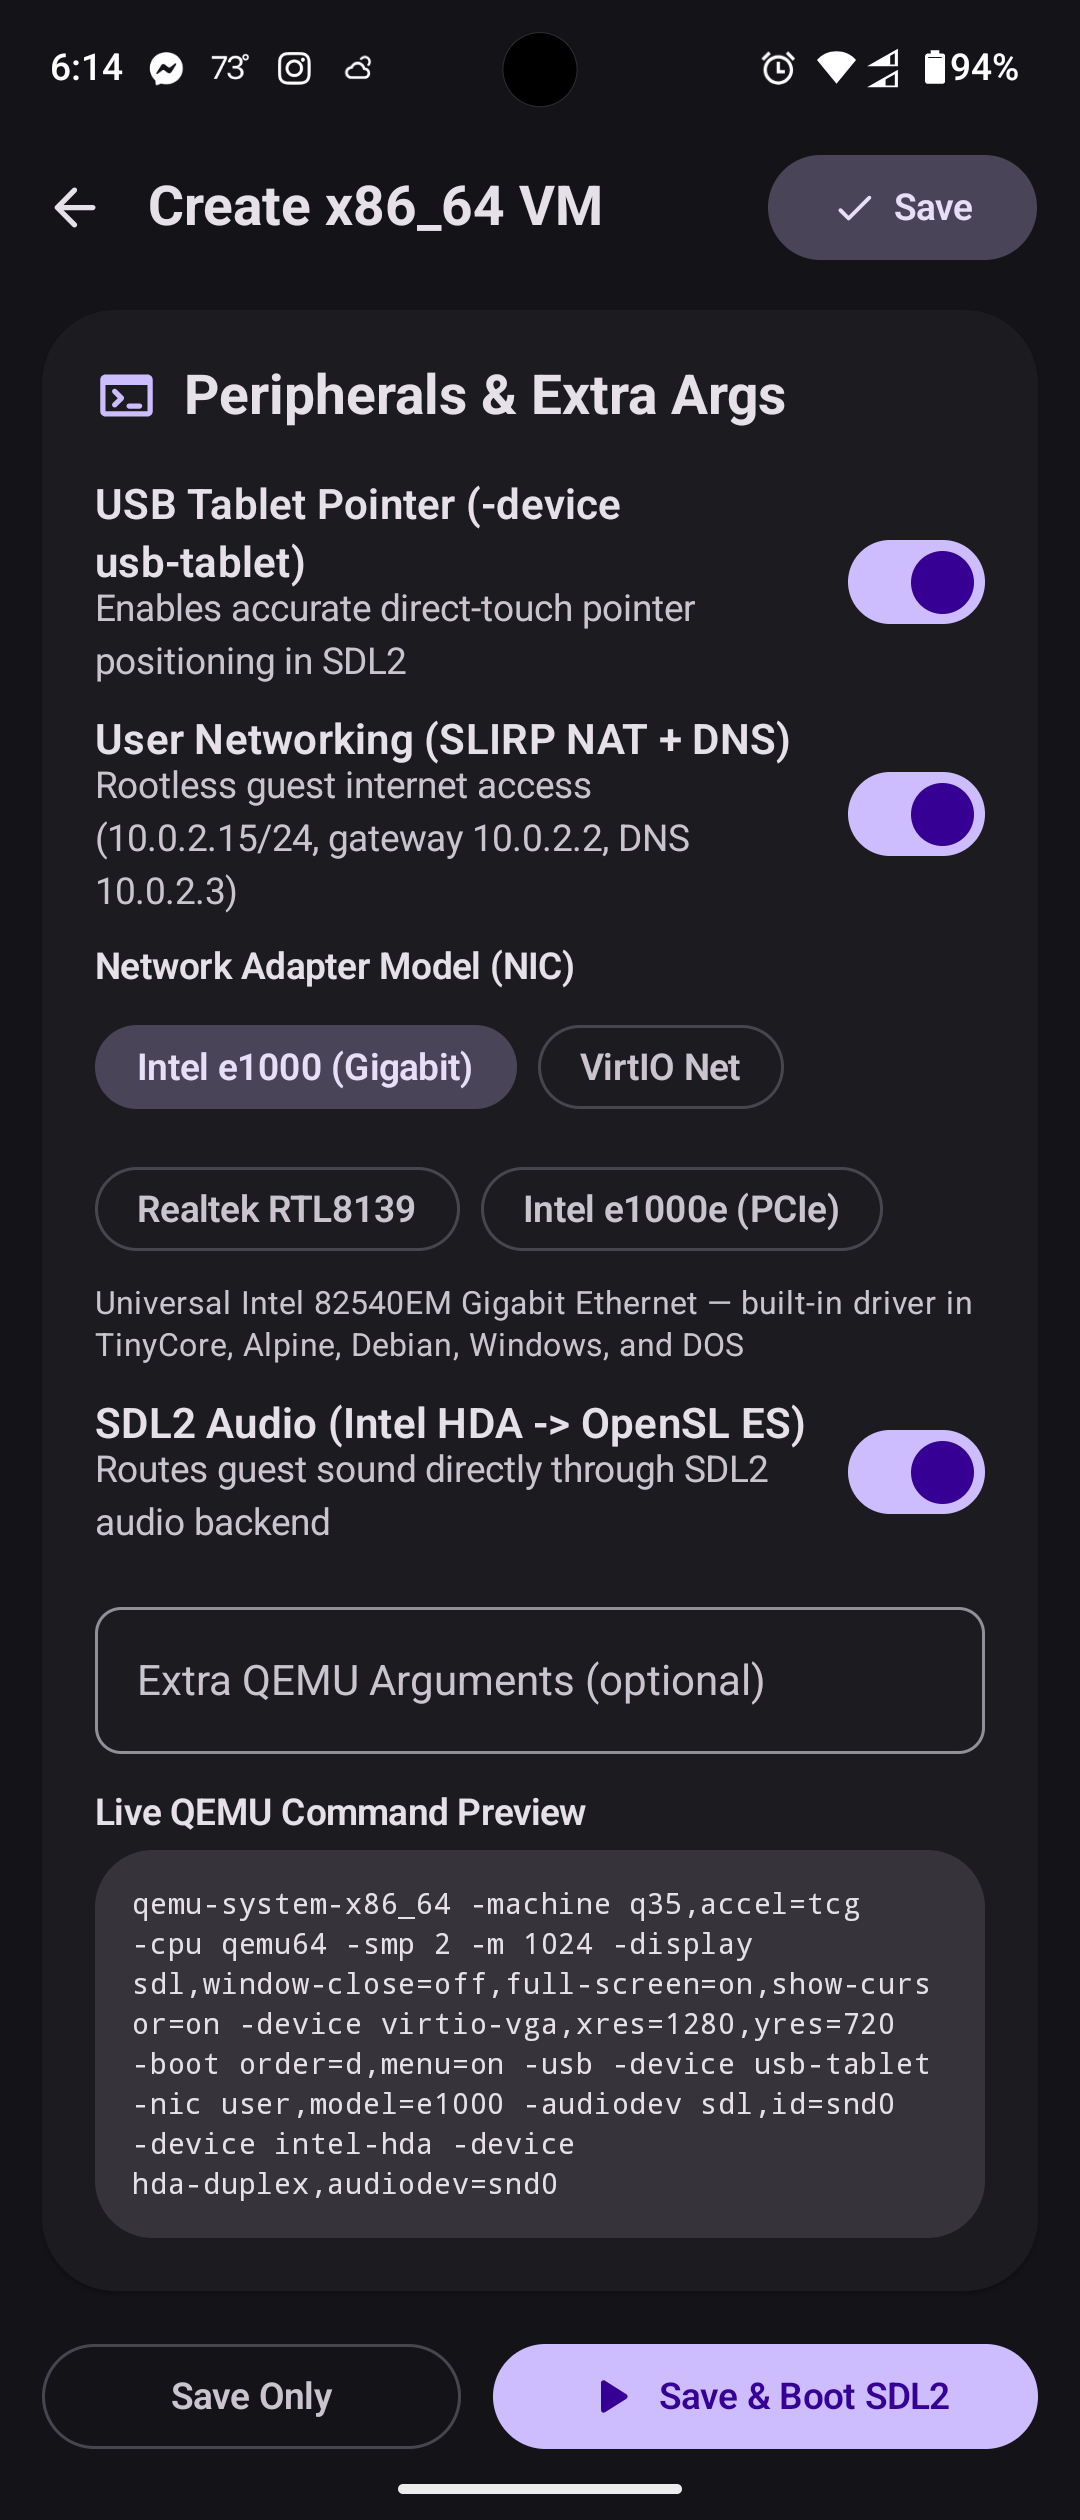 6:14 73° 94%
Create x86_64 VM
Save
Peripherals & Extra Args
USB Tablet Pointer (-device
usb-tablet)
Enables accurate direct-touch pointer
positioning in SDL2
User Networking (SLIRP NAT + DNS)
Rootless guest internet access
(10.0.2.15/24, gateway 10.0.2.2, DNS
10.0.2.3)
Network Adapter Model (NIC)
Intel e1000 (Gigabit)
VirtIO Net
Realtek RTL8139
Intel e1000e (PCIe)
Universal Intel 82540EM Gigabit Ethernet — built-in driver in
TinyCore, Alpine, Debian, Windows, and DOS
SDL2 Audio (Intel HDA -> OpenSL ES)
Routes guest sound directly through SDL2
audio backend
Extra QEMU Arguments (optional)
Live QEMU Command Preview
qemu-system-x86_64 -machine q35,accel=tcg
-cpu qemu64 -smp 2 -m 1024 -display
sdl,window-close=off,full-screen=on,show-curs
or=on -device virtio-vga,xres=1280,yres=720
-boot order=d,menu=on -usb -device usb-tablet
-nic user,model=e1000 -audiodev sdl,id=snd0
-device intel-hda -device
hda-duplex,audiodev=snd0
Save Only
Save & Boot SDL2